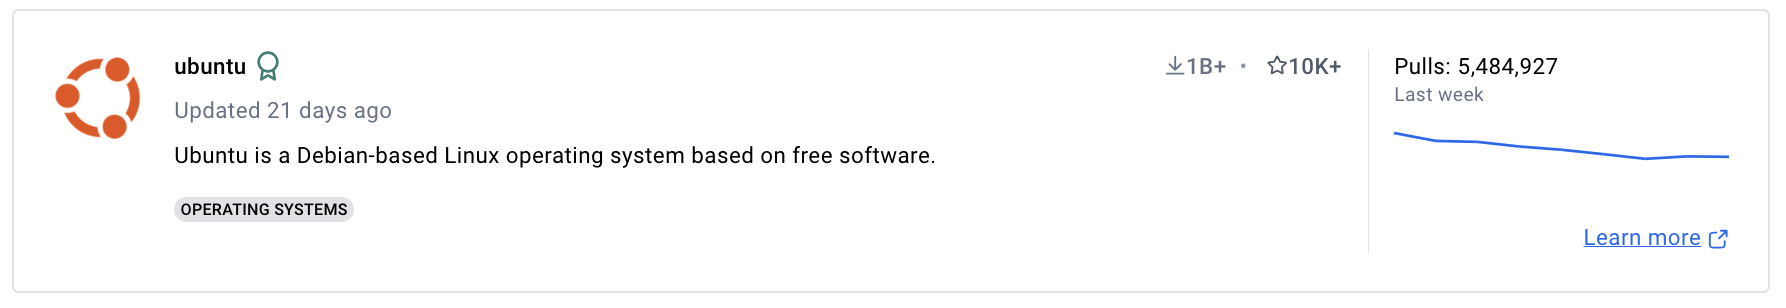 ubuntu
Updated 21 days ago
Ubuntu is a Debian-based Linux operating system based on free software.
OPERATING SYSTEMS
1B+ • 10K+
Pulls: 5,484,927
Last week
Learn more